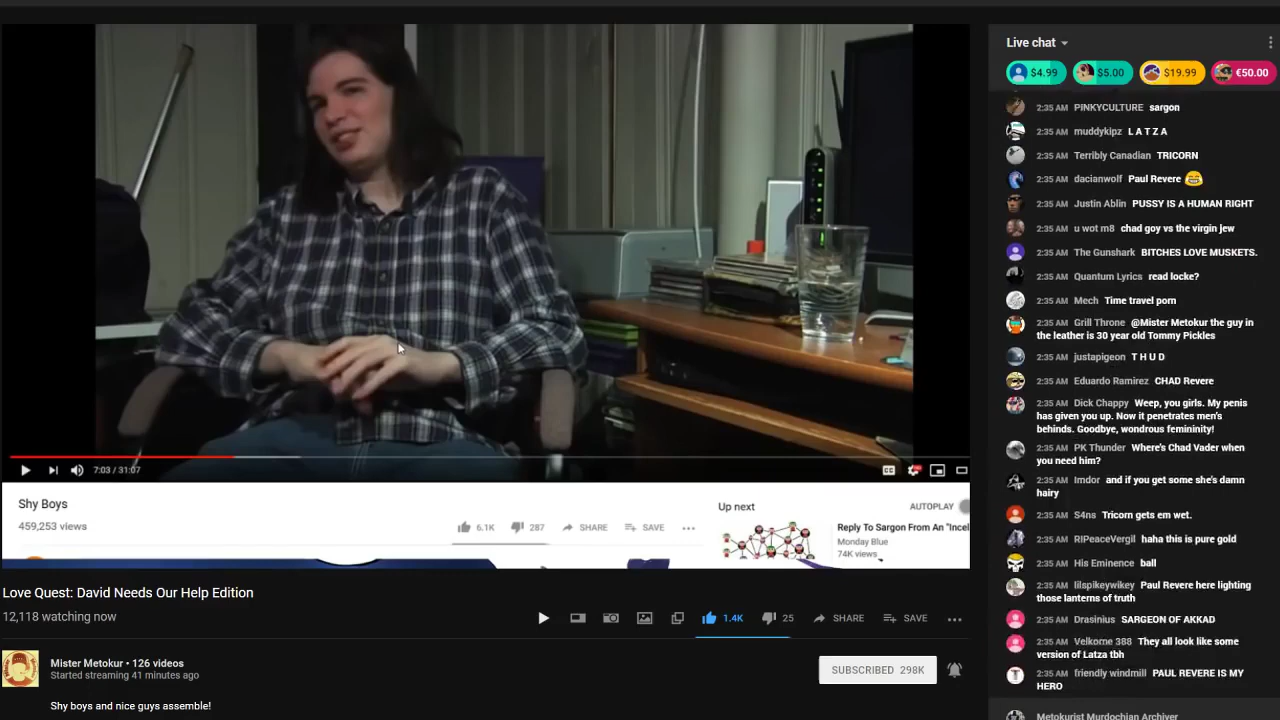 Live chat
$4.99
$5.00
$19.99
€50.00
2:35 AM PINKYCULTURE sargon
2:35 AM muddykipz L A T Z A
2:35 AM Terribly Canadian TRICORN
2:35 AM dacianwolf Paul Revere 😂
2:35 AM Justin Ablin PUSSY IS A HUMAN RIGHT
2:35 AM u wot m8 chad goy vs the virgin jew
2:35 AM The Gunshark BITCHES LOVE MUSKETS.
2:35 AM Quantum Lyrics read locke?
2:35 AM Mech Time travel porn
2:35 AM Grill Throne @Mister Metokur the guy in
the leather is 30 year old Tommy Pickles
2:35 AM justapigeon T H U D
2:35 AM Eduardo Ramirez CHAD Revere
2:35 AM Dick Chappy Weep, you girls. My penis
has given you up. Now it penetrates men's
behinds. Goodbye, wondrous femininity!
2:35 AM PK Thunder Where's Chad Vader when
you need him?
2:35 AM Imdor and if you get some she's damn
hairy
2:35 AM S4ns Tricorn gets em wet.
2:35 AM RIPeaceVergil haha this is pure gold
2:35 AM His Eminence ball
2:35 AM lilspikeywikey Paul Revere here lighting
those lanterns of truth
2:35 AM Drasinius SARGEON OF AKKAD
2:35 AM Velkorne 388 They all look like some
version of Latza tbh
2:35 AM friendly windmill PAUL REVERE IS MY
HERO
Metokurist Murdochian Archiver
7:03 / 31:07
CC
Shy Boys
459,253 views
6.1K
287
SHARE
SAVE
Up next
AUTOPLAY
Reply To Sargon From An "Incel
Monday Blue
74K views
Love Quest: David Needs Our Help Edition
12,118 watching now
1.4K
25
SHARE
SAVE
Mister Metokur • 126 videos
Started streaming 41 minutes ago
SUBSCRIBED 298K
Shy boys and nice guys assemble!